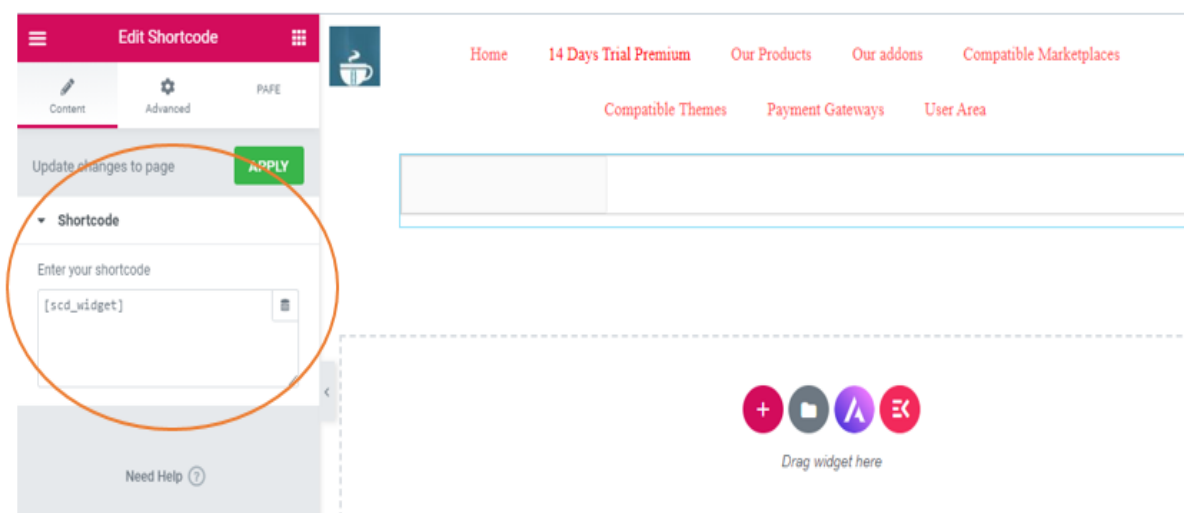 Edit Shortcode
Content
Advanced
PAFE
Update changes to page
APPLY
Shortcode
Enter your shortcode
[scd_widget]
Need Help ?
Home 14 Days Trial Premium Our Products Our addons Compatible Marketplaces
Compatible Themes Payment Gateways User Area
Drag widget here